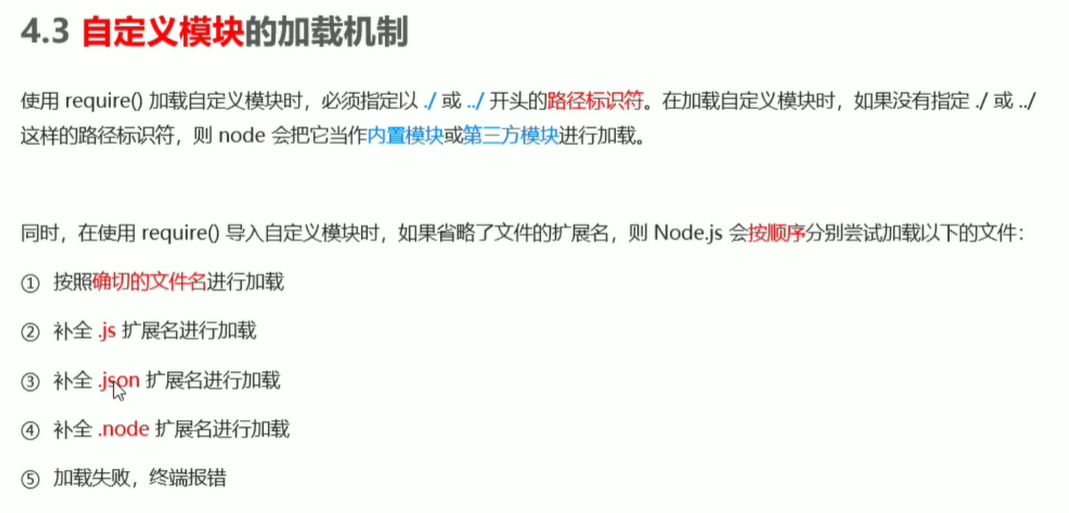 4.3 自定义模块的加载机制
使用 require() 加载自定义模块时，必须指定以 ./ 或 ../ 开头的路径标识符。在加载自定义模块时，如果没有指定 ./ 或 ../
这样的路径标识符，则 node 会把它当作内置模块或第三方模块进行加载。
同时，在使用 require() 导入自定义模块时，如果省略了文件的扩展名，则 Node.js 会按顺序分别尝试加载以下的文件：
① 按照确切的文件名进行加载
② 补全 .js 扩展名进行加载
③ 补全 .json 扩展名进行加载
④ 补全 .node 扩展名进行加载
⑤ 加载失败，终端报错